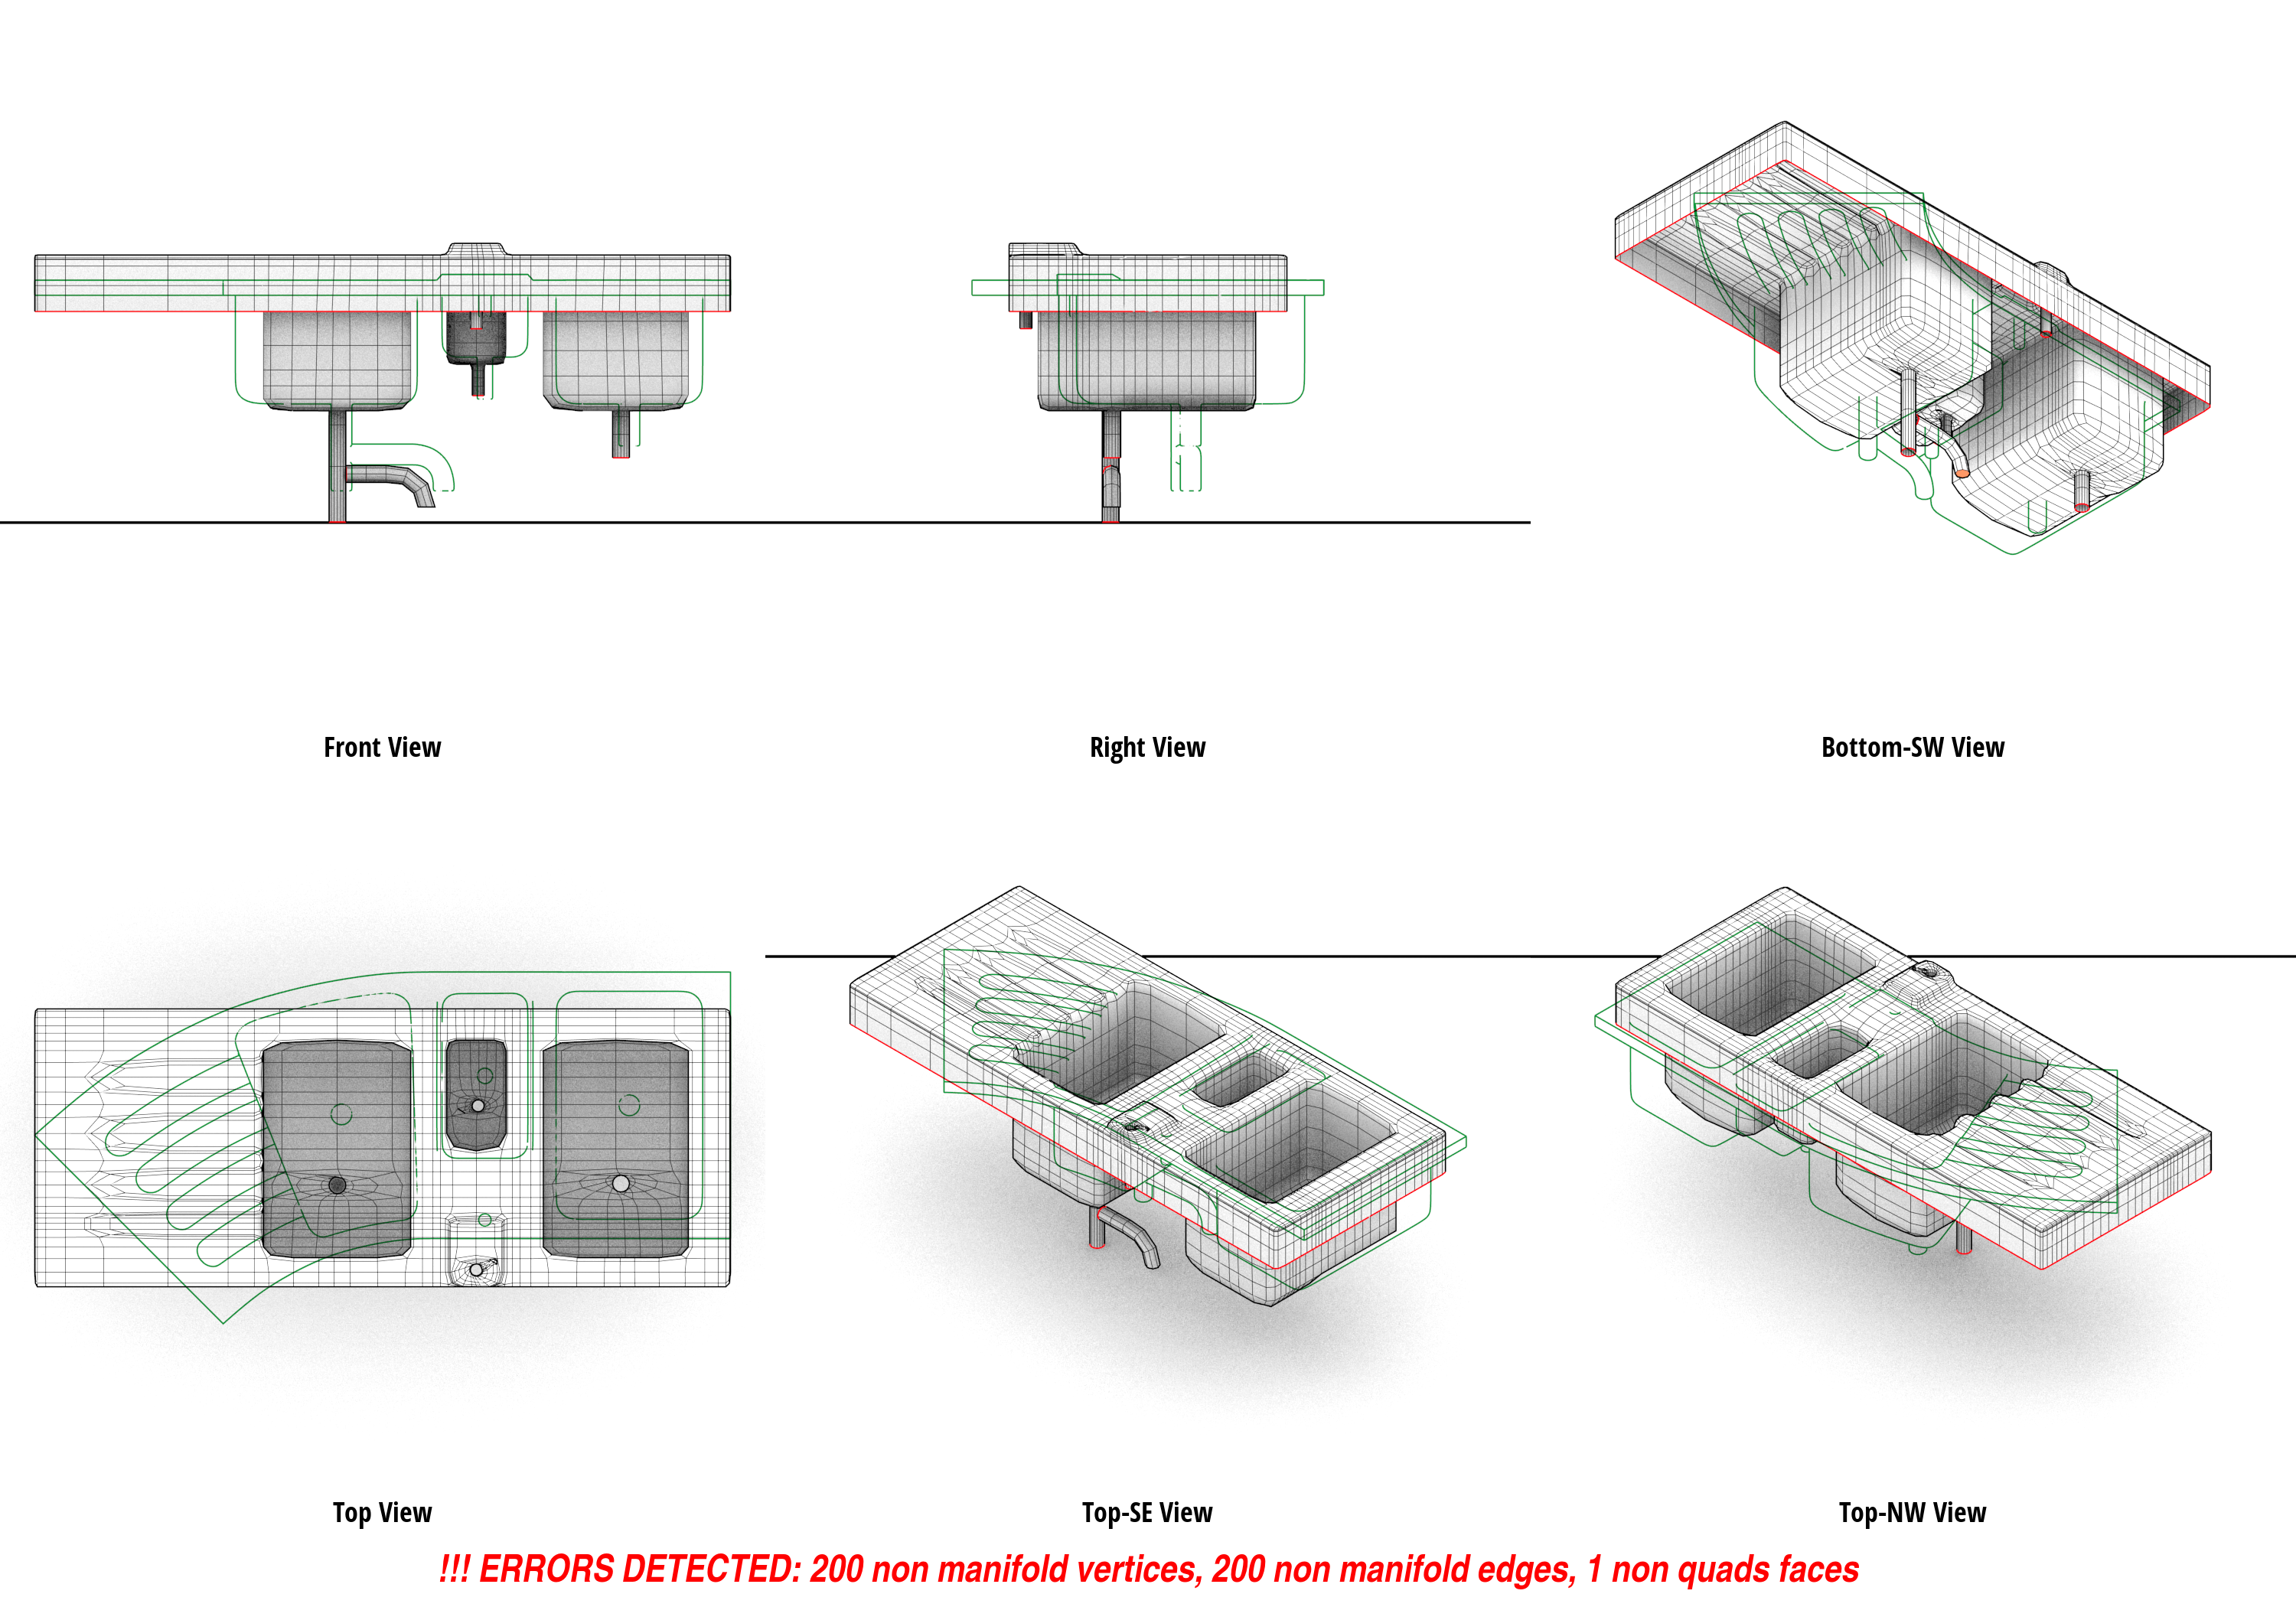 Front View
Right View
Bottom-SW View
Top View
Top-SE View
Top-NW View
!!! ERRORS DETECTED: 200 non manifold vertices, 200 non manifold edges, 1 non quads faces